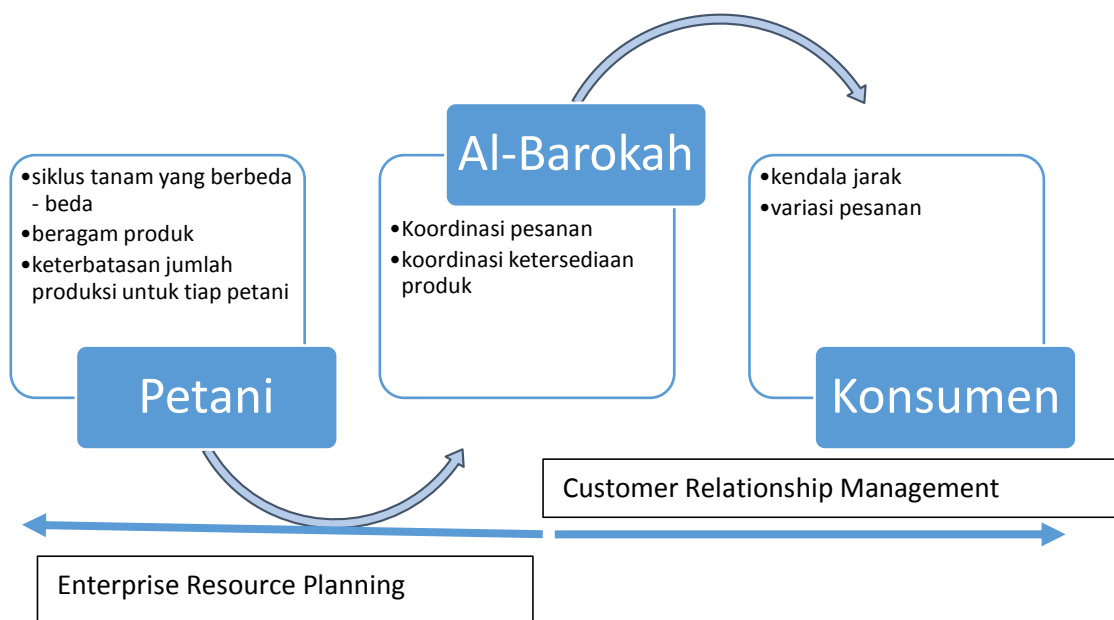 •siklus tanam yang berbeda
- beda
•beragam produk
•keterbatasan jumlah
produksi untuk tiap petani
Petani
Al-Barokah
•Koordinasi pesanan
•koordinasi ketersediaan
produk
•kendala jarak
•variasi pesanan
Konsumen
Customer Relationship Management
Enterprise Resource Planning